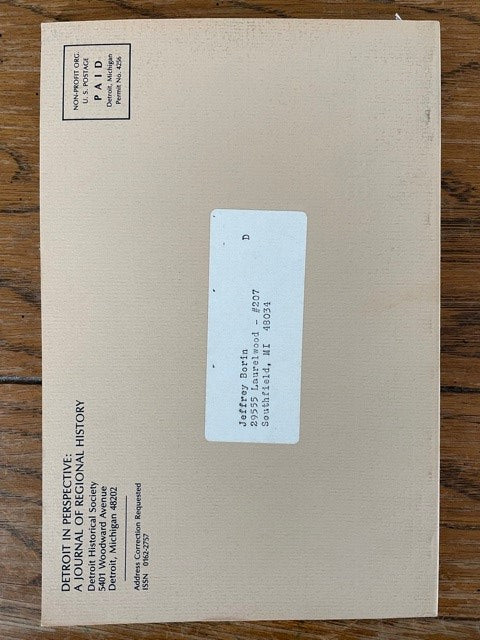 DETROIT IN PERSPECTIVE:
A JOURNAL OF REGIONAL HISTORY
Detroit Historical Society
5401 Woodward Avenue
Detroit, Michigan 48202
Address Correction Requested
ISSN 0162-2757
NON-PROFIT ORG.
U. S. POSTAGE
PAID
Detroit, Michigan
Permit No. 4256
D
Jeffrey Borin
29555 Laurelwood - #207
Southfield, MI 48034